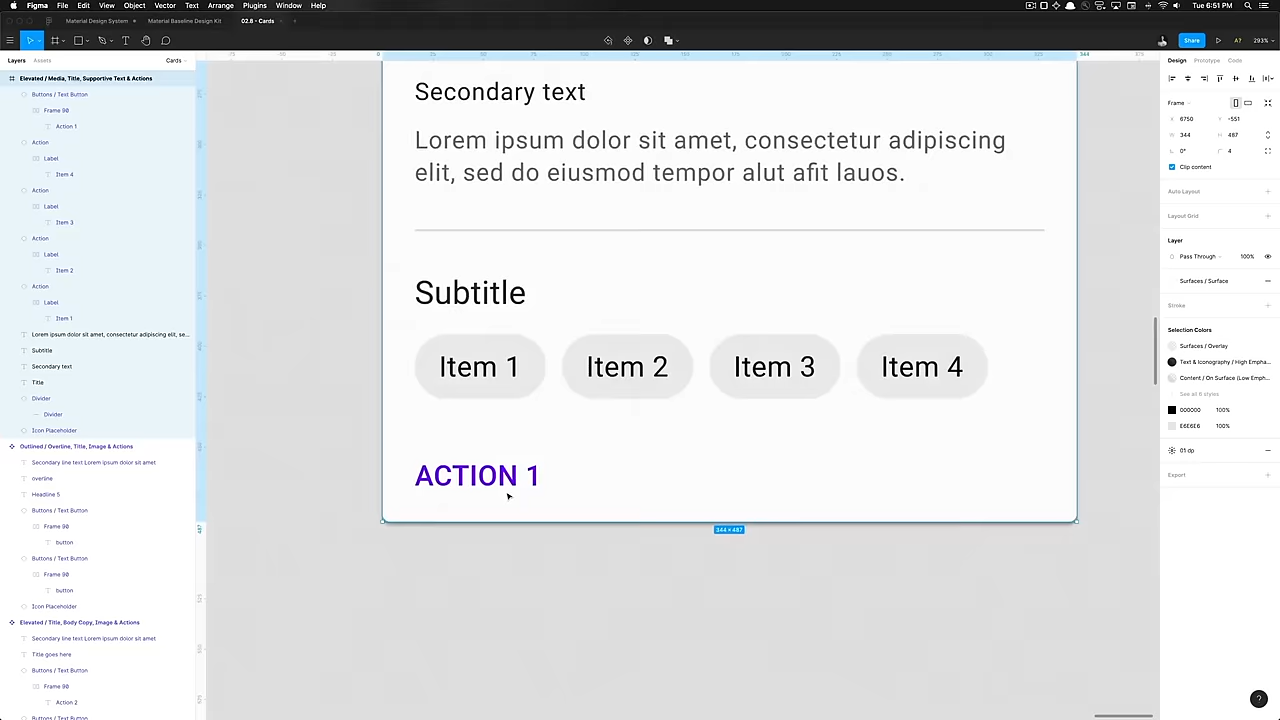 Figma File Edit View Object Vector Text Arrange Plugins Window Help
Tue 6:51 PM
Material Design System
Material Baseline Design Kit
02.8 - Cards
Share
A?
293%
Layers
Assets
Cards
Elevated / Media, Title, Supportive Text & Actions
Buttons / Text Button
Frame 90
Action 1
Action
Label
Item 4
Action
Label
Item 3
Action
Label
Item 2
Action
Label
Item 1
Lorem ipsum dolor sit amet, consectetur adipiscing elit, se...
Subtitle
Secondary text
Title
Divider
Divider
Icon Placeholder
Outlined / Overline, Title, Image & Actions
Secondary line text Lorem ipsum dolor sit amet
overline
Headline 5
Buttons / Text Button
Frame 90
button
Buttons / Text Button
Frame 90
button
Icon Placeholder
Elevated / Title, Body Copy, Image & Actions
Secondary line text Lorem ipsum dolor sit amet
Title goes here
Buttons / Text Button
Frame 90
Action 2
Buttons / Text Button
0
344
487
Secondary text
Lorem ipsum dolor sit amet, consectetur adipiscing
elit, sed do eiusmod tempor alut afit lauos.
Subtitle
Item 1 Item 2 Item 3 Item 4
ACTION 1
344 × 487
Design
Prototype
Code
Frame
X 6750 Y -551
W 344 H 487
0° 4
Clip content
Auto Layout
Layout Grid
Layer
Pass Through 100%
Surfaces / Surface
Stroke
Selection Colors
Surfaces / Overlay
Text & Iconography / High Empha...
Content / On Surface (Low Emph...
See all 6 styles
000000 100%
E6E6E6 100%
01 dp
Export
?